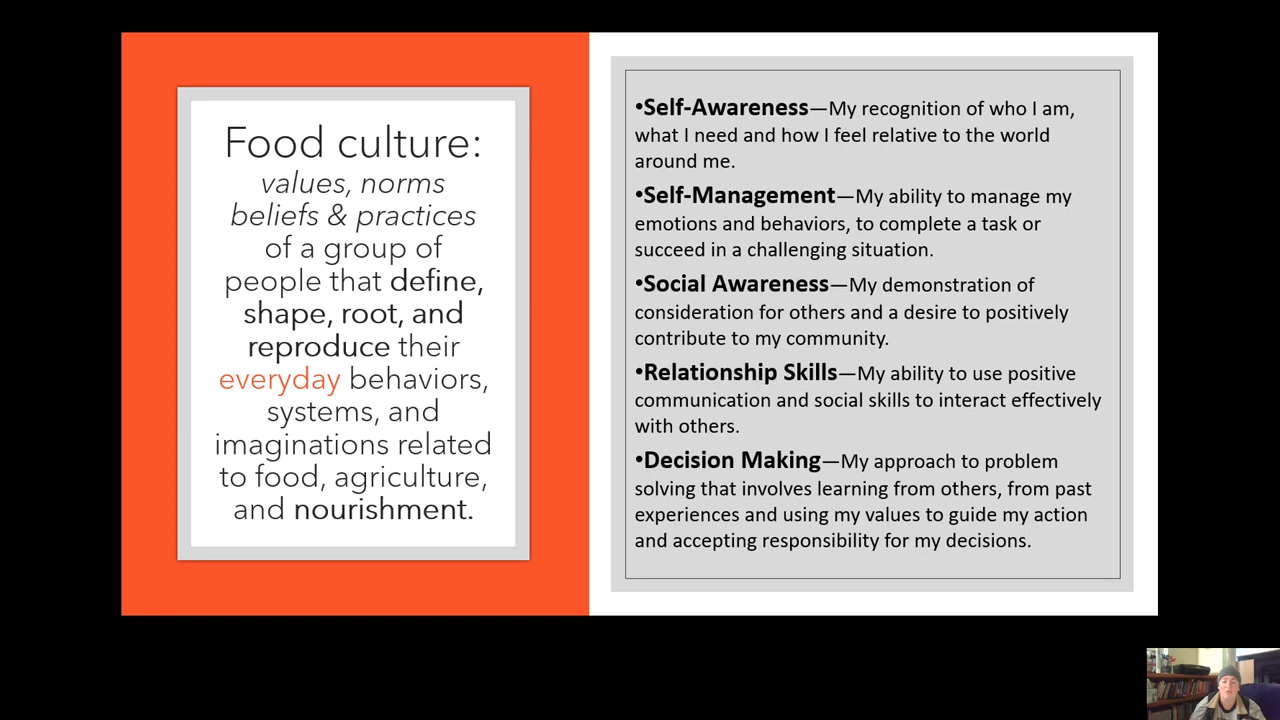 Food culture:
values, norms
beliefs & practices
of a group of
people that define,
shape, root, and
reproduce their
everyday behaviors,
systems, and
imaginations related
to food, agriculture,
and nourishment.
•Self-Awareness—My recognition of who I am,
what I need and how I feel relative to the world
around me.
•Self-Management—My ability to manage my
emotions and behaviors, to complete a task or
succeed in a challenging situation.
•Social Awareness—My demonstration of
consideration for others and a desire to positively
contribute to my community.
•Relationship Skills—My ability to use positive
communication and social skills to interact effectively
with others.
•Decision Making—My approach to problem
solving that involves learning from others, from past
experiences and using my values to guide my action
and accepting responsibility for my decisions.